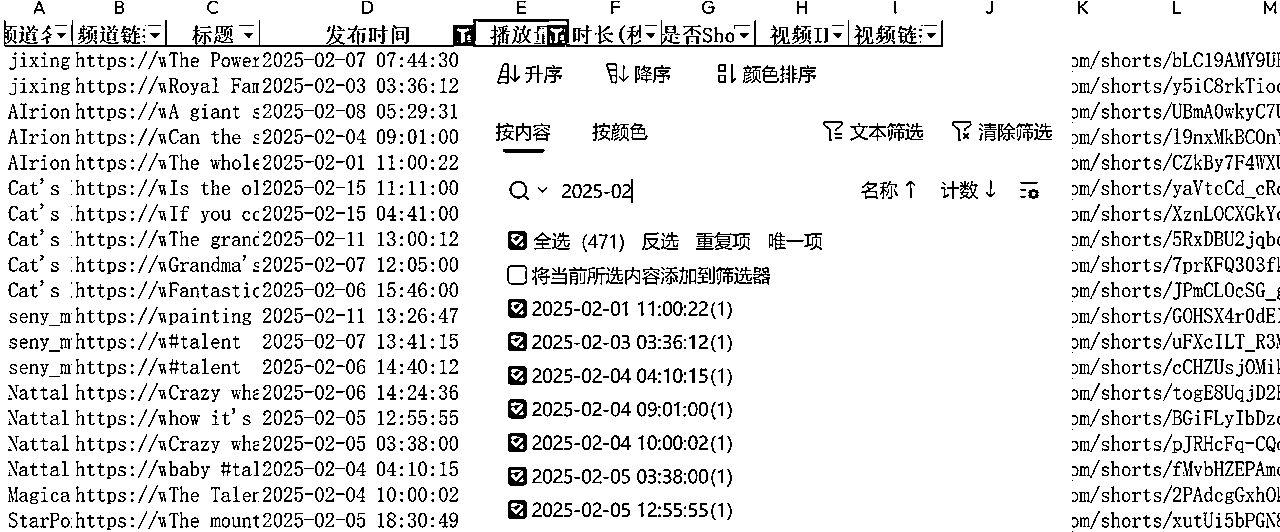 A B C D E F G H I J K L M
频道名 频道链 标题 发布时间 播放量 时长(秒 是否Sho 视频ID 视频链
jixing https://w The Power 2025-02-07 07:44:30 升序 降序 颜色排序 om/shorts/bLC19AMY9U
jixing https://w Royal Fam 2025-02-03 03:36:12 om/shorts/y5iC8rkTio
AIrion https://w A giant s 2025-02-08 05:29:31 om/shorts/UBmA0wkyC7
AIrion https://w Can the s 2025-02-04 09:01:00 按内容 按颜色 文本筛选 清除筛选 om/shorts/l9nxMkBCOn
AIrion https://w The whole 2025-02-01 11:00:22 om/shorts/CZkBy7F4WX
Cat's https://w Is the ol 2025-02-15 11:11:00 2025-02 名称 计数 om/shorts/yaVtcCd_cR
Cat's https://w If you co 2025-02-15 04:41:00 om/shorts/XznLOCXGkY
Cat's https://w The grand 2025-02-11 13:00:12 全选 (471) 反选 重复项 唯一项 om/shorts/5RxDBU2jqb
Cat's https://w Grandma's 2025-02-07 12:05:00 将当前所选内容添加到筛选器 om/shorts/7prKFQ303f
Cat's https://w Fantastic 2025-02-06 15:46:00 2025-02-01 11:00:22(1) om/shorts/JPmCLOcSG_
seny_m https://w painting 2025-02-11 13:26:47 om/shorts/GOHSX4r0dE
seny_m https://w #talent 2025-02-07 13:41:15 2025-02-03 03:36:12(1) om/shorts/uFXcILT_R3
seny_m https://w #talent 2025-02-06 14:40:12 2025-02-04 04:10:15(1) om/shorts/cCHZUsjOMi
Nattal https://w Crazy wha 2025-02-06 14:24:36 om/shorts/togE8UqjD2
Nattal https://w how it's 2025-02-05 12:55:55 2025-02-04 09:01:00(1) om/shorts/BGiFLyIbDz
Nattal https://w Crazy wha 2025-02-05 03:38:00 2025-02-04 10:00:02(1) om/shorts/pJRHcFq-CQ
Nattal https://w baby #tal 2025-02-04 04:10:15 2025-02-05 03:38:00(1) om/shorts/fMvbHZEPAm
Magica https://w The Talen 2025-02-04 10:00:02 om/shorts/2PAdcgGxhO
StarPo https://w The mount 2025-02-05 18:30:49 2025-02-05 12:55:55(1) om/shorts/xutUi5bPGN